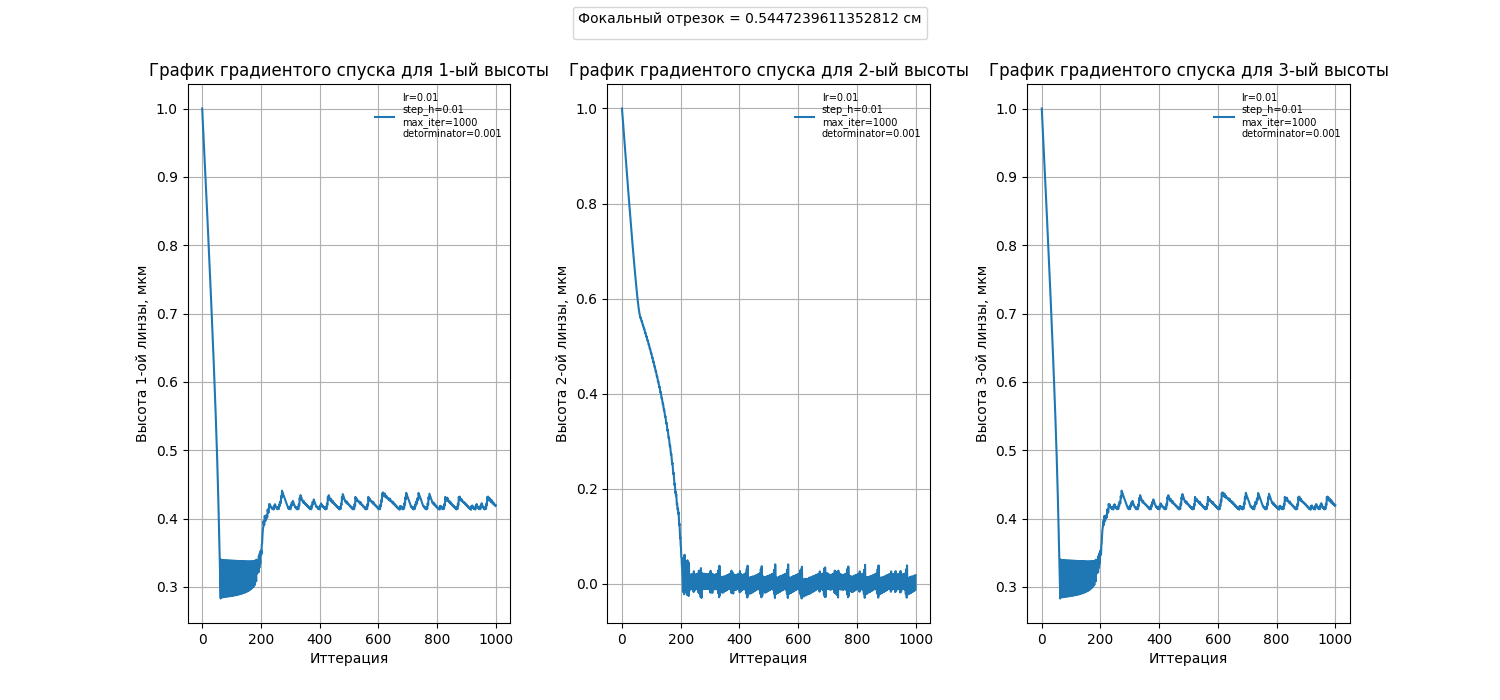 Фокальный отрезок = 0.5447239611352812 см
График градиентого спуска для 1-ый высоты
График градиентого спуска для 2-ый высоты
График градиентого спуска для 3-ый высоты
lr=0.01
step_h=0.01
max_iter=1000
detorminator=0.001
1.0
0.9
0.8
0.7
0.6
0.5
0.4
0.3
Высота 1-ой линзы, мкм
0
200
400
600
800
1000
Иттерация
lr=0.01
step_h=0.01
max_iter=1000
detorminator=0.001
1.0
0.8
0.6
0.4
0.2
0.0
Высота 2-ой линзы, мкм
0
200
400
600
800
1000
Иттерация
lr=0.01
step_h=0.01
max_iter=1000
detorminator=0.001
1.0
0.9
0.8
0.7
0.6
0.5
0.4
0.3
Высота 3-ой линзы, мкм
0
200
400
600
800
1000
Иттерация